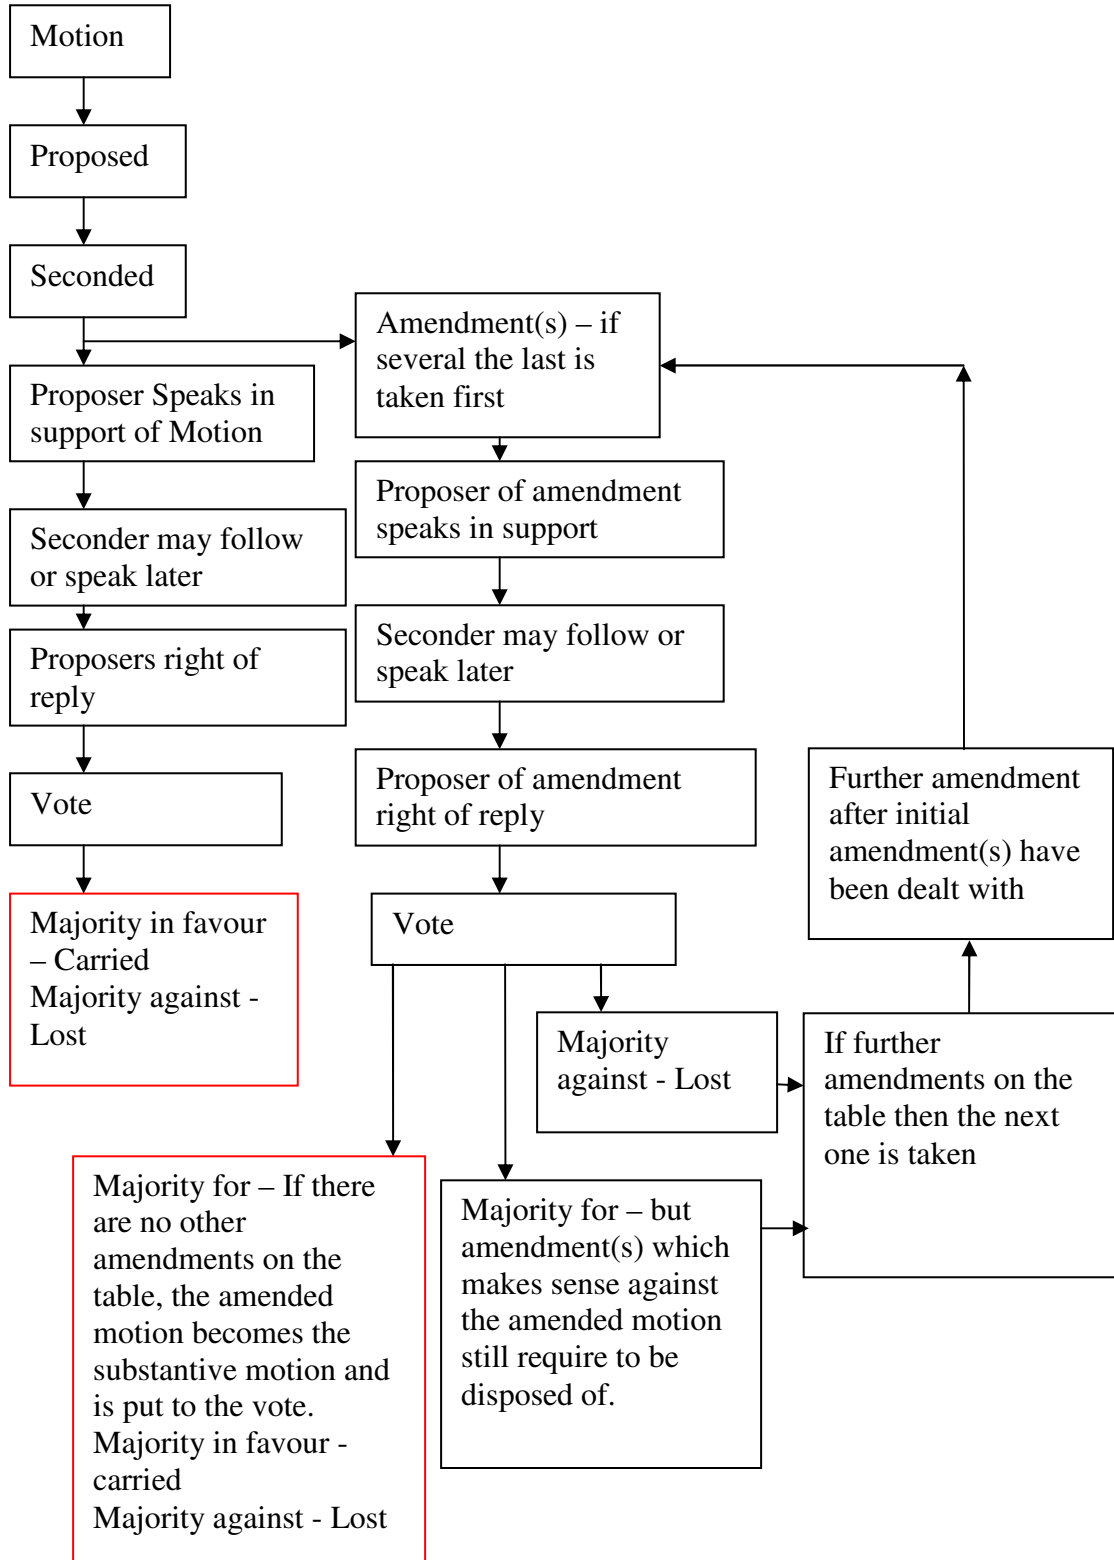 Motion
Proposed
Seconded
Amendment(s) – if
several the last is
taken first
Proposer Speaks in
support of Motion
Proposer of amendment
speaks in support
Seconder may follow
or speak later
Seconder may follow or
speak later
Proposers right of
reply
Proposer of amendment
right of reply
Further amendment
after initial
amendment(s) have
been dealt with
Vote
Vote
Majority in favour
– Carried
Majority against -
Lost
Majority
against - Lost
If further
amendments on the
table then the next
one is taken
Majority for – If there
are no other
amendments on the
table, the amended
motion becomes the
substantive motion and
is put to the vote.
Majority in favour -
carried
Majority against - Lost
Majority for – but
amendment(s) which
makes sense against
the amended motion
still require to be
disposed of.